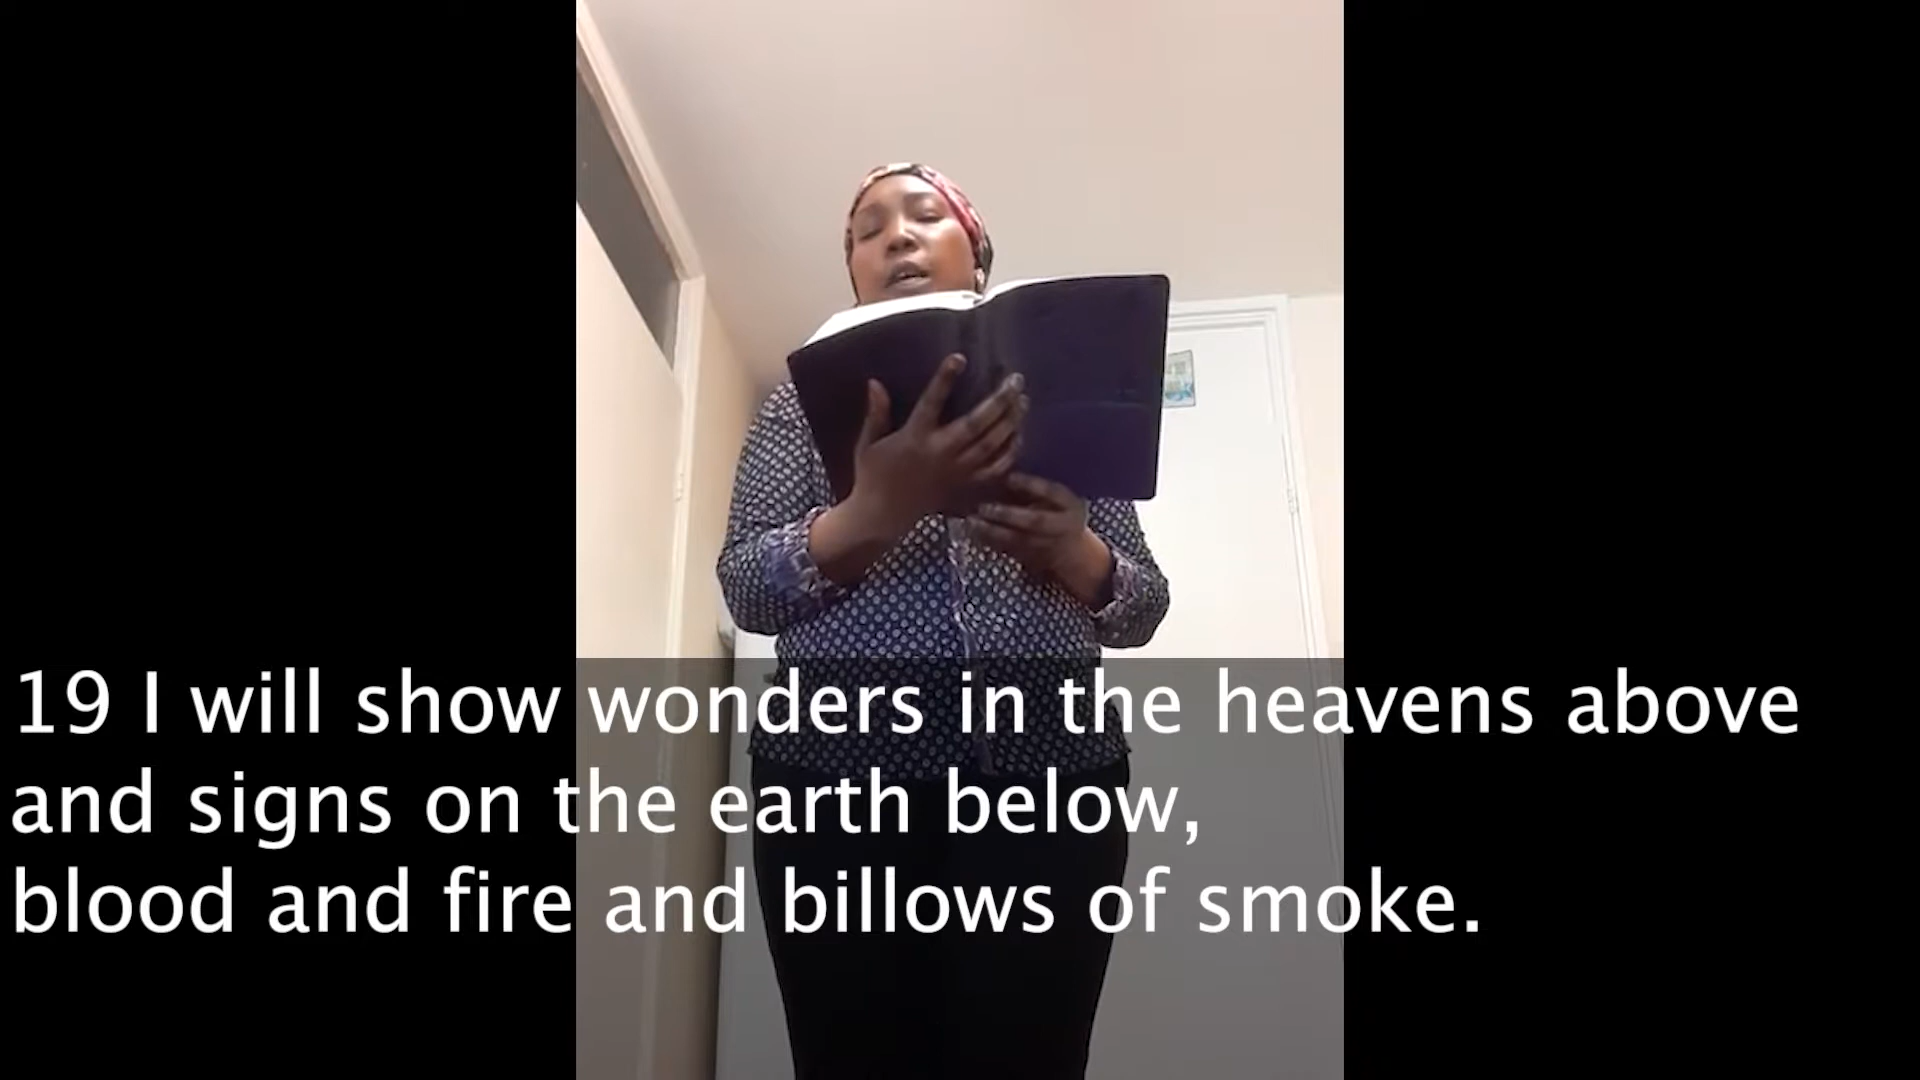 19 I will show wonders in the heavens above
and signs on the earth below,
blood and fire and billows of smoke.